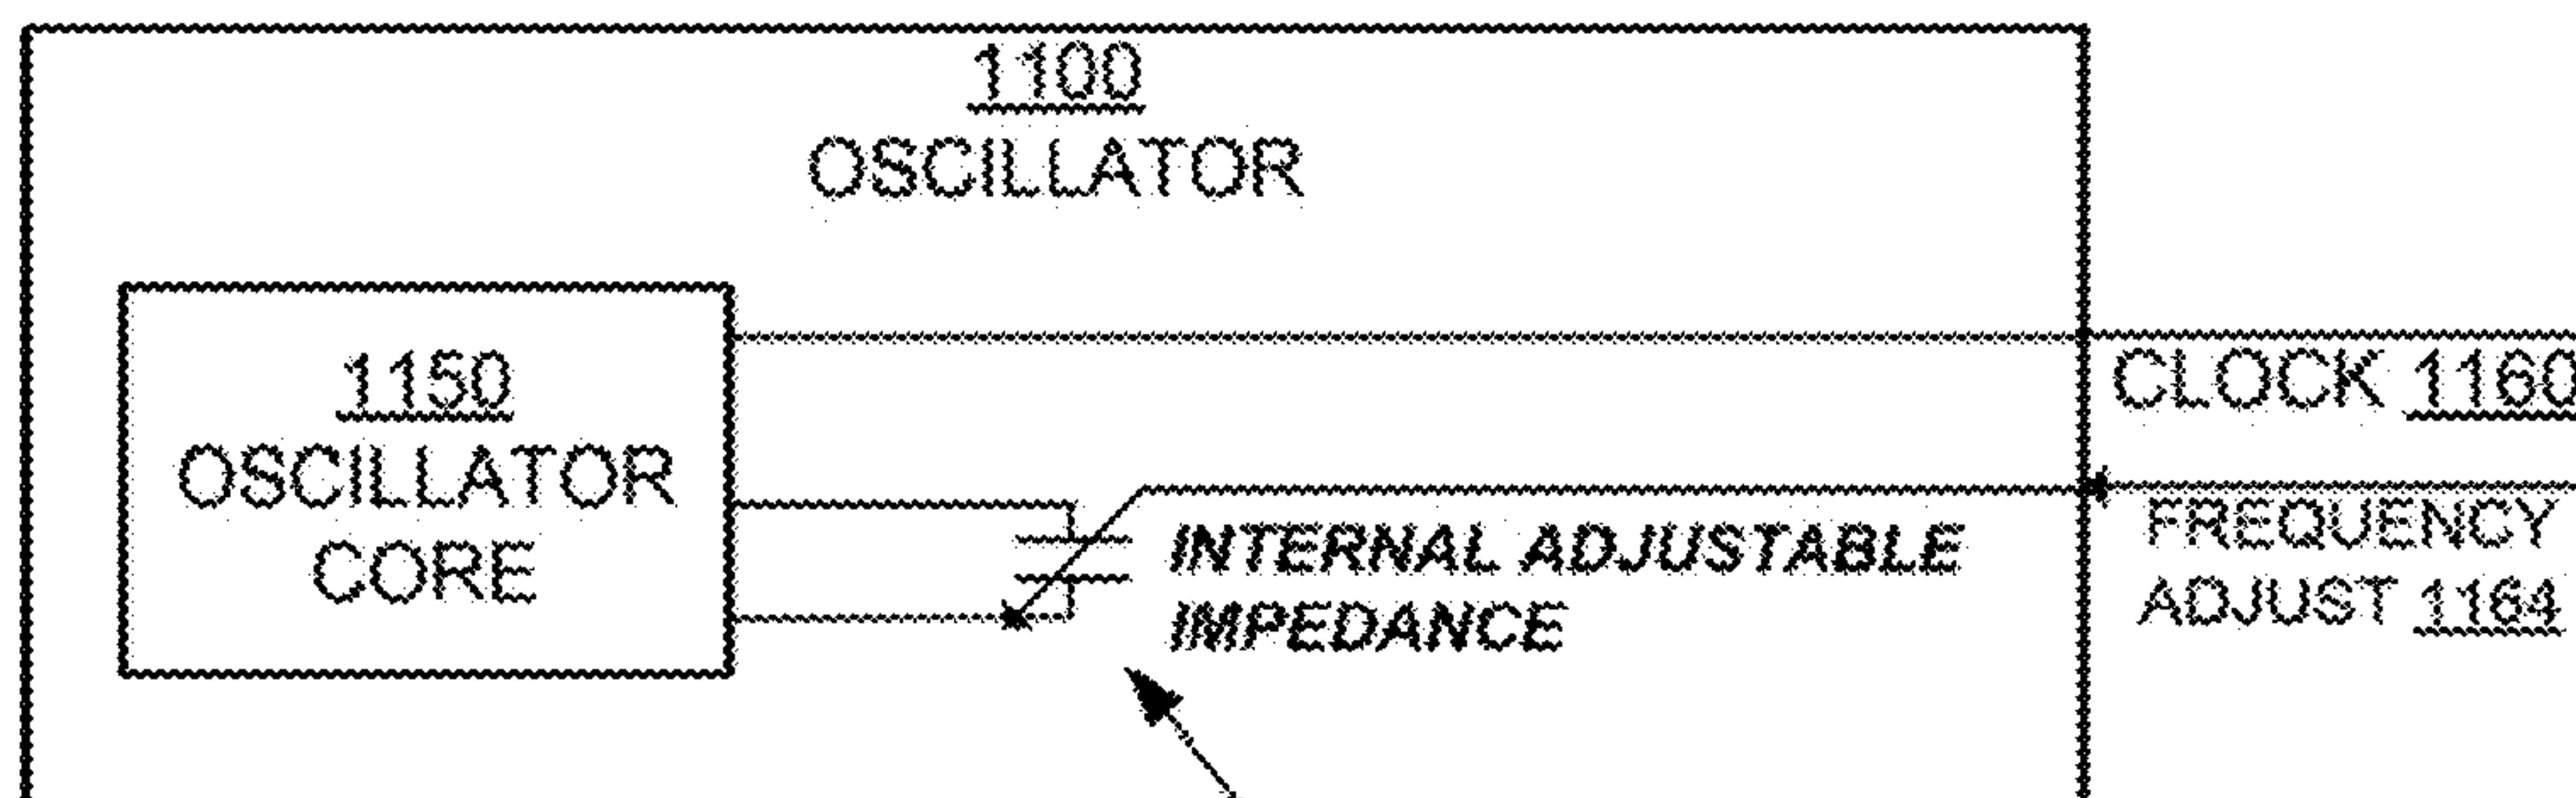 1100
OSCILLATOR
1150
OSCILLATOR
CORE
CLOCK 1160
INTERNAL ADJUSTABLE
IMPEDANCE
FREQUENCY
ADJUST 1164